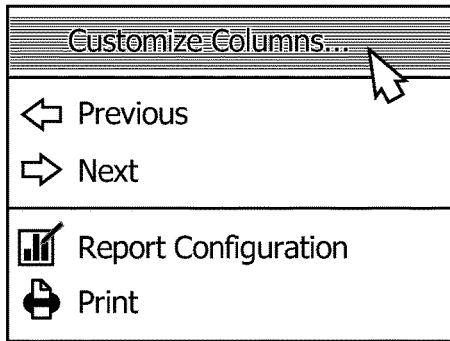 Customize Columns...
Previous
Next
Report Configuration
Print